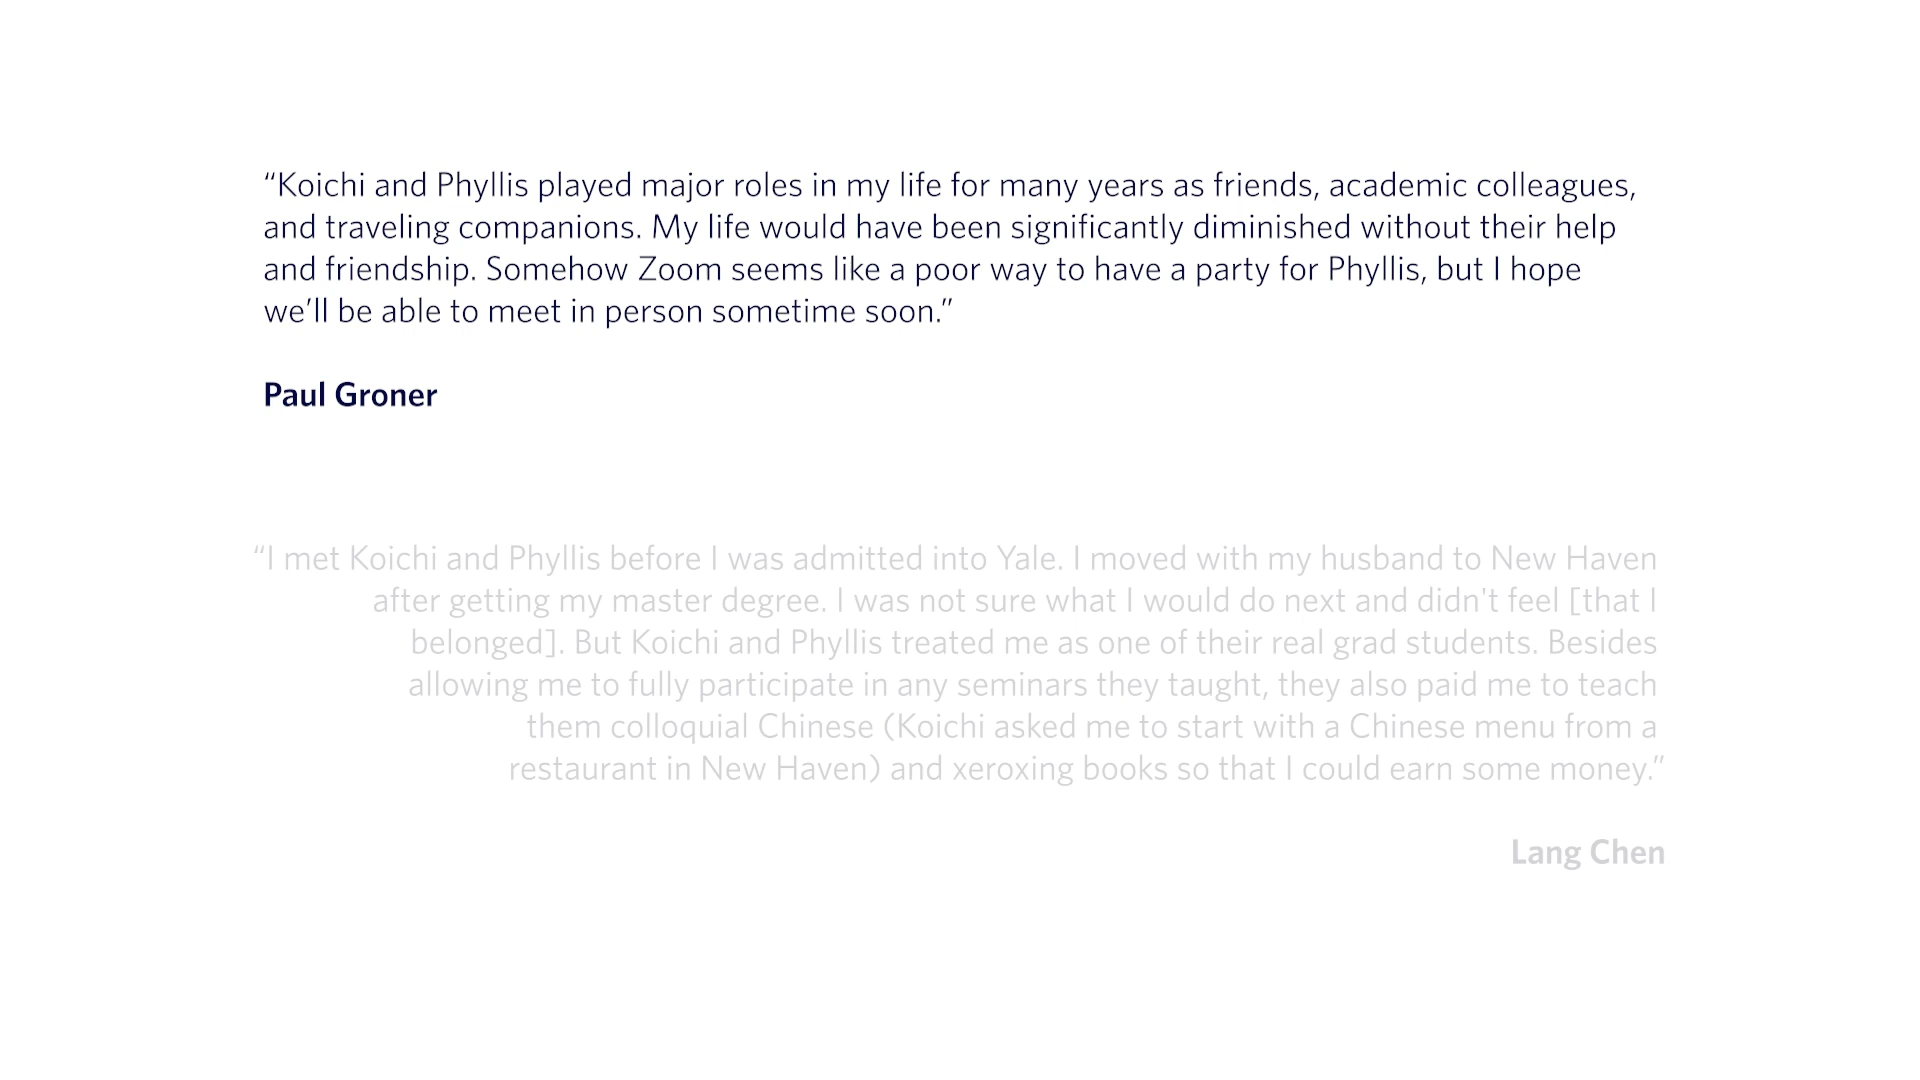 “Koichi and Phyllis played major roles in my life for many years as friends, academic colleagues,
and traveling companions. My life would have been significantly diminished without their help
and friendship. Somehow Zoom seems like a poor way to have a party for Phyllis, but I hope
we’ll be able to meet in person sometime soon.”
Paul Groner
“I met Koichi and Phyllis before I was admitted into Yale. I moved with my husband to New Haven
after getting my master degree. I was not sure what I would do next and didn't feel [that I
belonged]. But Koichi and Phyllis treated me as one of their real grad students. Besides
allowing me to fully participate in any seminars they taught, they also paid me to teach
them colloquial Chinese (Koichi asked me to start with a Chinese menu from a
restaurant in New Haven) and xeroxing books so that I could earn some money.”
Lang Chen